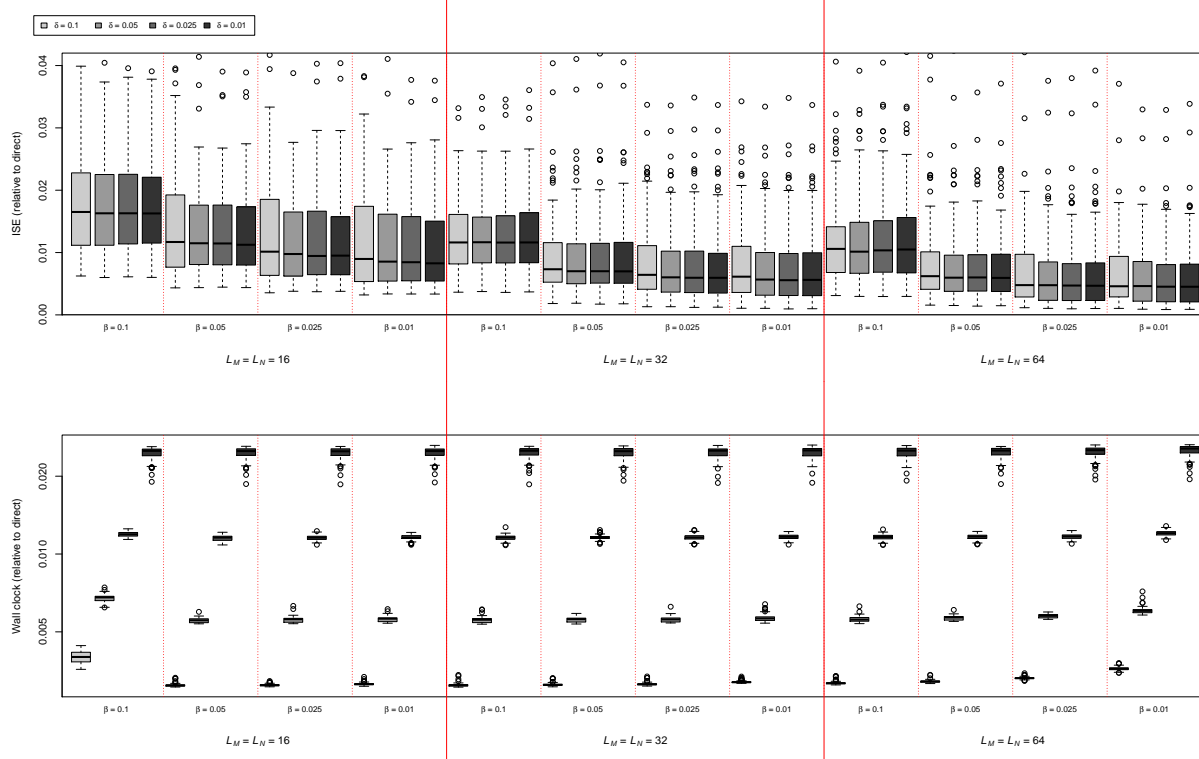 δ = 0.1 δ = 0.05 δ = 0.025 δ = 0.01
ISE (relative to direct)
0.04
0.03
0.02
0.01
0.00
β = 0.1 β = 0.05 β = 0.025 β = 0.01 β = 0.1 β = 0.05 β = 0.025 β = 0.01 β = 0.1 β = 0.05 β = 0.025 β = 0.01
L_M = L_N = 16 L_M = L_N = 32 L_M = L_N = 64
Wall clock (relative to direct)
0.020
0.010
0.005
β = 0.1 β = 0.05 β = 0.025 β = 0.01 β = 0.1 β = 0.05 β = 0.025 β = 0.01 β = 0.1 β = 0.05 β = 0.025 β = 0.01
L_M = L_N = 16 L_M = L_N = 32 L_M = L_N = 64